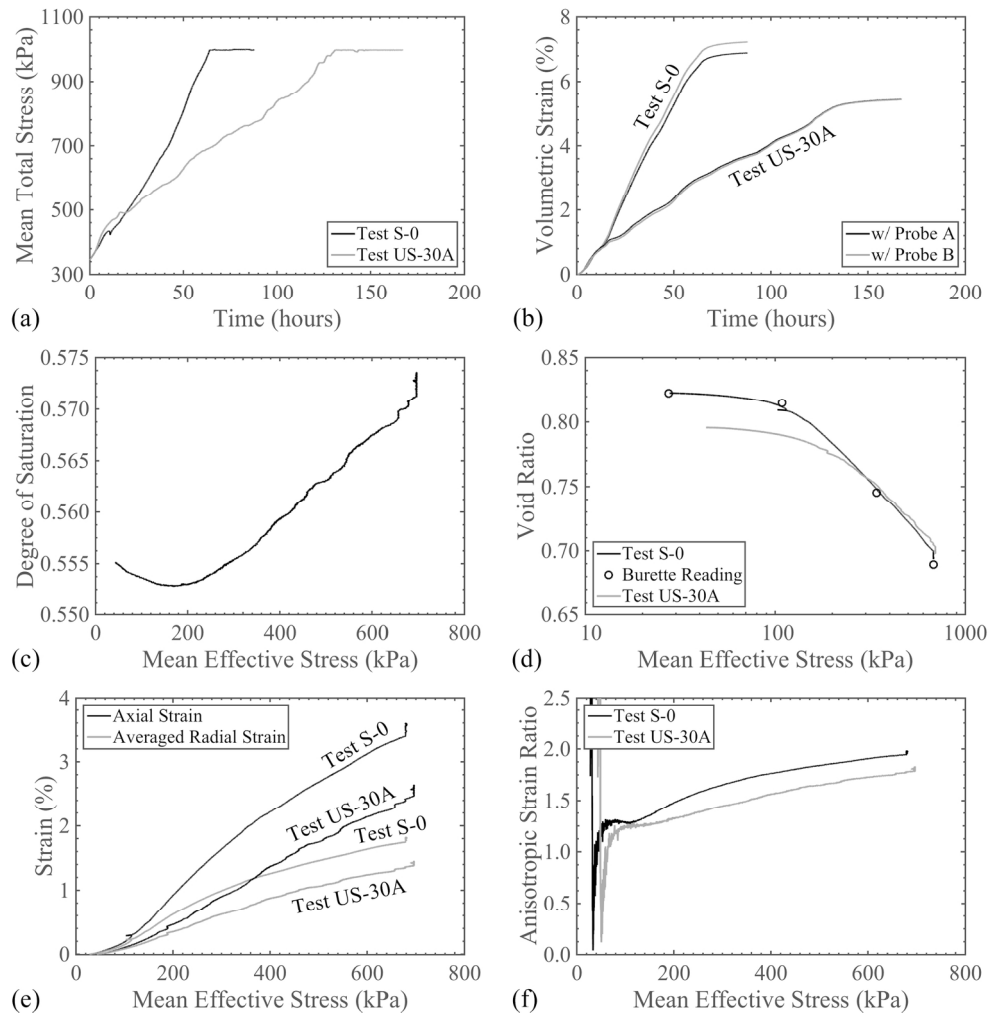 1100
900
700
500
300
Mean Total Stress (kPa)
Test S-0
Test US-30A
0 50 100 150 200
(a) Time (hours)
8
6
4
2
0
Volumetric Strain (%)
Test S-0
Test US-30A
w/ Probe A
w/ Probe B
0 50 100 150 200
(b) Time (hours)
0.575
0.570
0.565
0.560
0.555
0.550
Degree of Saturation
0 200 400 600 800
(c) Mean Effective Stress (kPa)
0.85
0.80
0.75
0.70
0.65
Void Ratio
Test S-0
Burette Reading
Test US-30A
10 100 1000
(d) Mean Effective Stress (kPa)
4
3
2
1
0
Strain (%)
Axial Strain
Averaged Radial Strain
Test S-0
Test US-30A
Test S-0
Test US-30A
0 200 400 600 800
(e) Mean Effective Stress (kPa)
2.5
2.0
1.5
1.0
0.5
0.0
Anisotropic Strain Ratio
Test S-0
Test US-30A
0 200 400 600 800
(f) Mean Effective Stress (kPa)